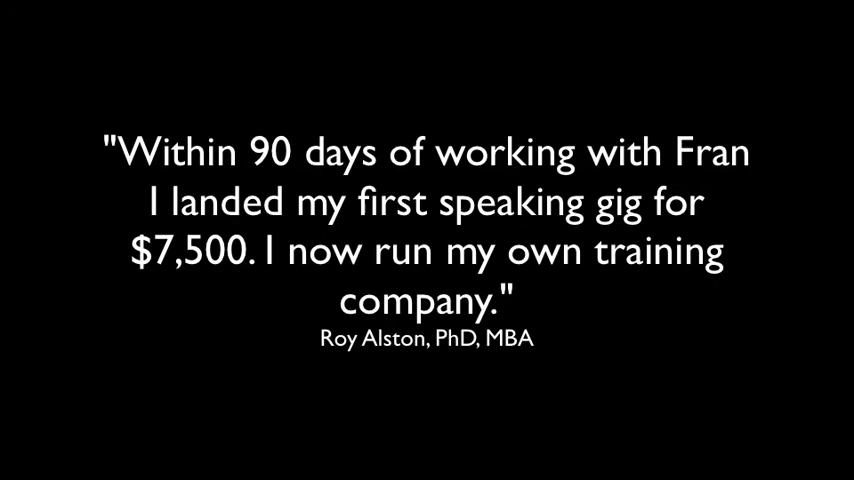 "Within 90 days of working with Fran
I landed my first speaking gig for
$7,500. I now run my own training
company."
Roy Alston, PhD, MBA